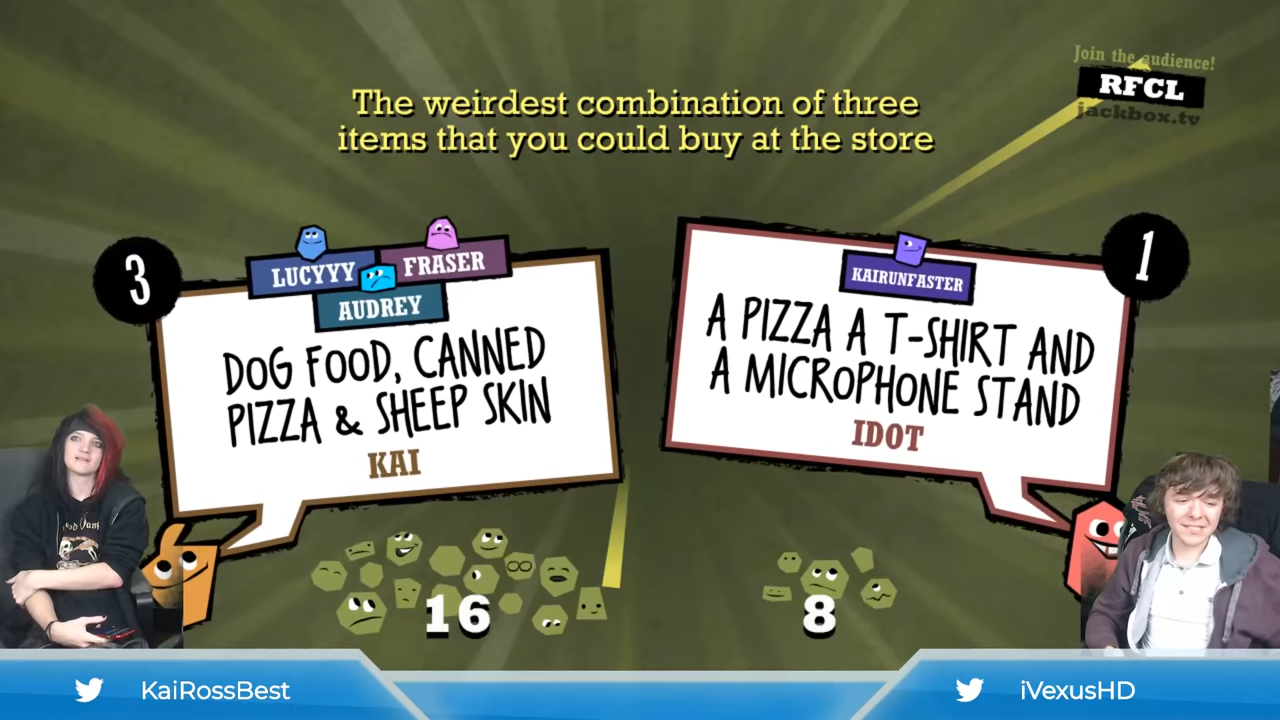 Join the audience!
RFCL
jackbox.tv
The weirdest combination of three
items that you could buy at the store
3
LUCYYY
FRASER
AUDREY
DOG FOOD, CANNED
PIZZA & SHEEP SKIN
KAI
16
1
KAIRUNFASTER
A PIZZA A T-SHIRT AND
A MICROPHONE STAND
IDOT
8
KaiRossBest
iVexusHD